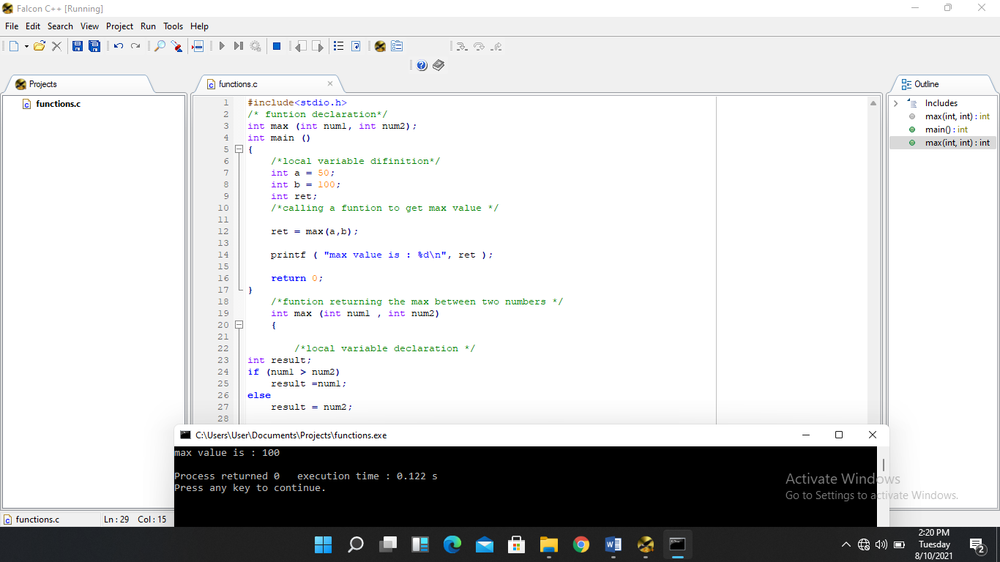 Falcon C++ [Running]
File Edit Search View Project Run Tools Help
Projects
functions.c
functions.c
1 #include<stdio.h>
2 /* funtion declaration*/
3 int max (int num1, int num2);
4 int main ()
5 {
6 /*local variable difinition*/
7 int a = 50;
8 int b = 100;
9 int ret;
10 /*calling a funtion to get max value */
11
12 ret = max(a,b);
13
14 printf ( "max value is : %d\n", ret );
15
16 return 0;
17 }
18 /*funtion returning the max between two numbers */
19 int max (int num1 , int num2)
20 {
21
22 /*local variable declaration */
23 int result;
24 if (num1 > num2)
25 result =num1;
26 else
27 result = num2;
28
Outline
Includes
max(int, int) : int
main() : int
max(int, int) : int
C:\Users\User\Documents\Projects\functions.exe
max value is : 100
Process returned 0 execution time : 0.122 s
Press any key to continue.
Activate Windows
Go to Settings to activate Windows.
functions.c Ln : 29 Col : 15
2:20 PM
Tuesday
8/10/2021
2